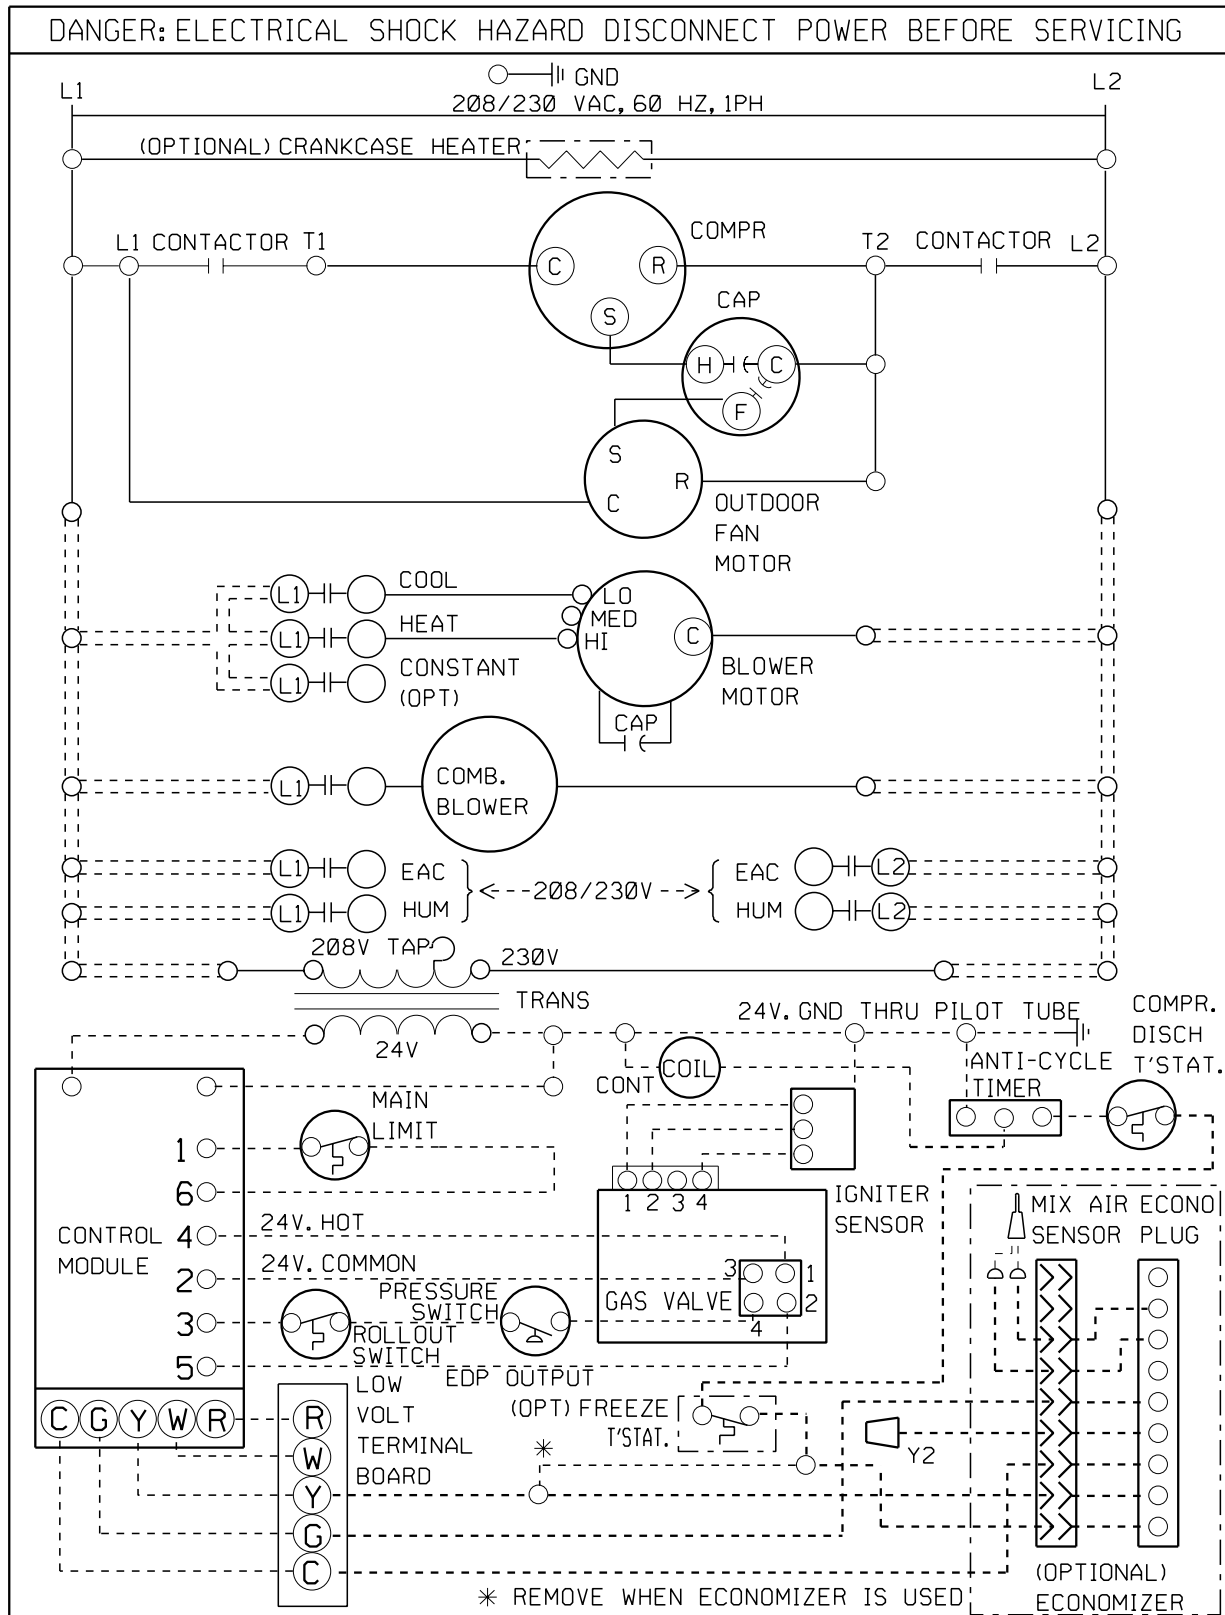 DANGER: ELECTRICAL SHOCK HAZARD DISCONNECT POWER BEFORE SERVICING
GND
L1
L2
208/230 VAC, 60 HZ, 1PH
(OPTIONAL) CRANKCASE HEATER
COMPR
L1 CONTACTOR T1
T2 CONTACTOR L2
C
R
S
CAP
H
C
F
S
R
C
OUTDOOR
FAN
MOTOR
L1
COOL
LO
MED
L1
HEAT
HI
C
L1
CONSTANT
(OPT)
BLOWER
MOTOR
CAP
L1
COMB.
BLOWER
L1
EAC
208/230V
EAC
L2
L1
HUM
HUM
L2
208V TAP
230V
TRANS
24V
24V. GND THRU PILOT TUBE
COMPR.
DISCH
T'STAT.
COIL
CONT
ANTI-CYCLE
TIMER
MAIN
LIMIT
1
6
CONTROL
MODULE
4
24V. HOT
2
24V. COMMON
3
5
1 2 3 4
IGNITER
SENSOR
MIX AIR
SENSOR
ECONO
PLUG
PRESSURE
SWITCH
ROLLOUT
SWITCH
GAS VALVE
3
1
2
4
EDP OUTPUT
C G Y W R
LOW
VOLT
TERMINAL
BOARD
R
W
Y
G
C
(OPT) FREEZE
T'STAT.
*
Y2
(OPTIONAL)
ECONOMIZER
* REMOVE WHEN ECONOMIZER IS USED